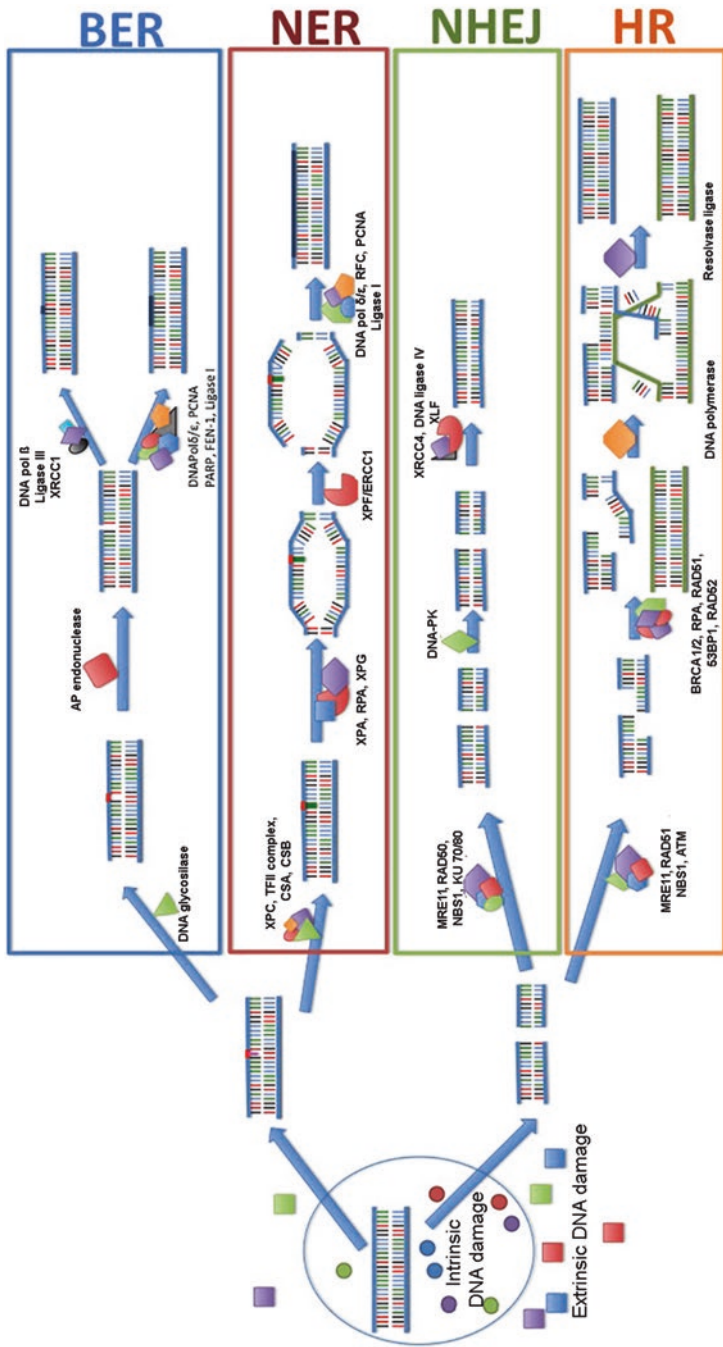 BER
DNA glycosilase
AP endonuclease
DNA pol ß
Ligase III
XRCC1
DNAPolδ/ε, PCNA
PARP, FEN-1, Ligase I
NER
XPC, TFII complex,
CSA, CSB
XPA, RPA, XPG
XPF/ERCC1
DNA pol δ/ε, RFC, PCNA
Ligase I
NHEJ
MRE11, RAD50,
NBS1, KU 70/80
DNA-PK
XRCC4, DNA ligase IV
XLF
HR
MRE11, RAD51
NBS1, ATM
BRCA1/2, RPA, RAD51,
53BP1, RAD52
DNA polymerase
Resolvase ligase
Intrinsic
DNA damage
Extrinsic DNA damage